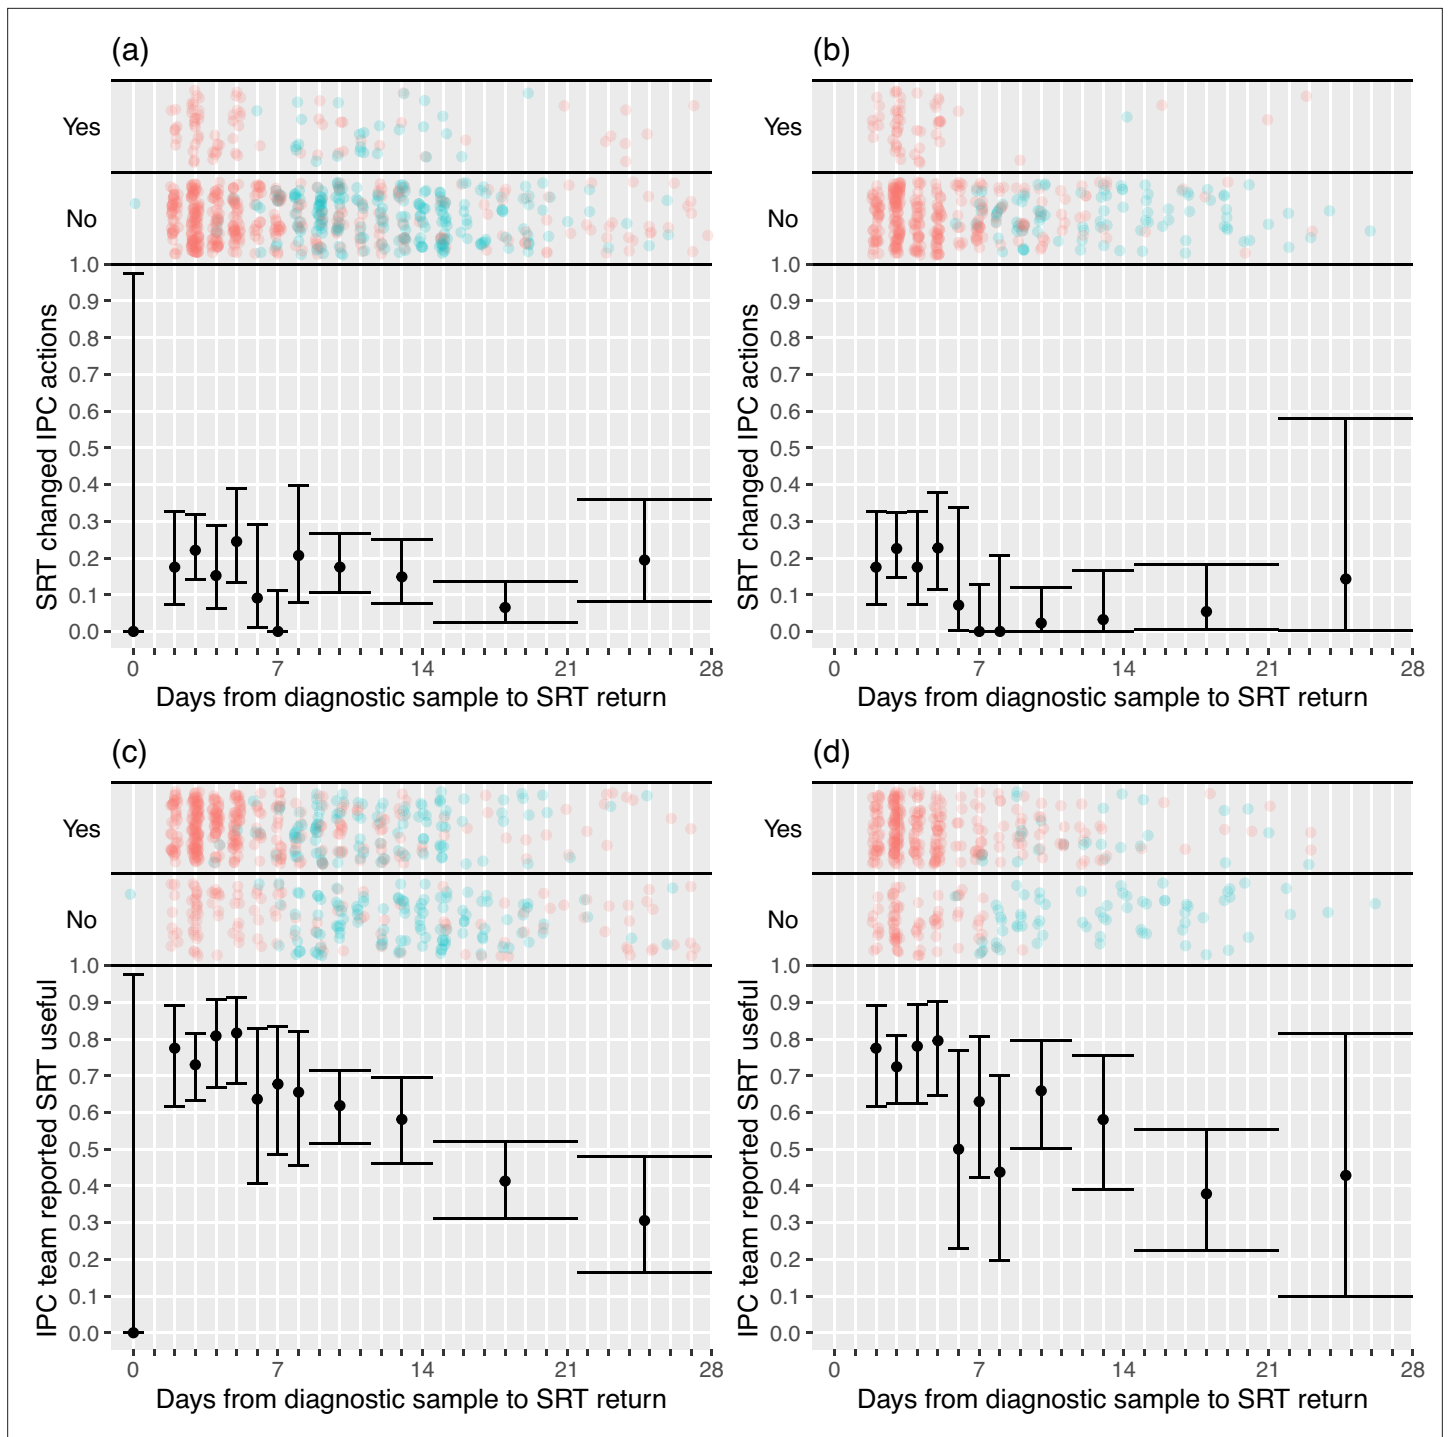 (a)
Yes
No
1.0
0.9
0.8
0.7
0.6
0.5
0.4
0.3
0.2
0.1
0.0
SRT changed IPC actions
0 7 14 21 28
Days from diagnostic sample to SRT return
(b)
Yes
No
1.0
0.9
0.8
0.7
0.6
0.5
0.4
0.3
0.2
0.1
0.0
SRT changed IPC actions
0 7 14 21 28
Days from diagnostic sample to SRT return
(c)
Yes
No
1.0
0.9
0.8
0.7
0.6
0.5
0.4
0.3
0.2
0.1
0.0
IPC team reported SRT useful
0 7 14 21 28
Days from diagnostic sample to SRT return
(d)
Yes
No
1.0
0.9
0.8
0.7
0.6
0.5
0.4
0.3
0.2
0.1
0.0
IPC team reported SRT useful
0 7 14 21 28
Days from diagnostic sample to SRT return